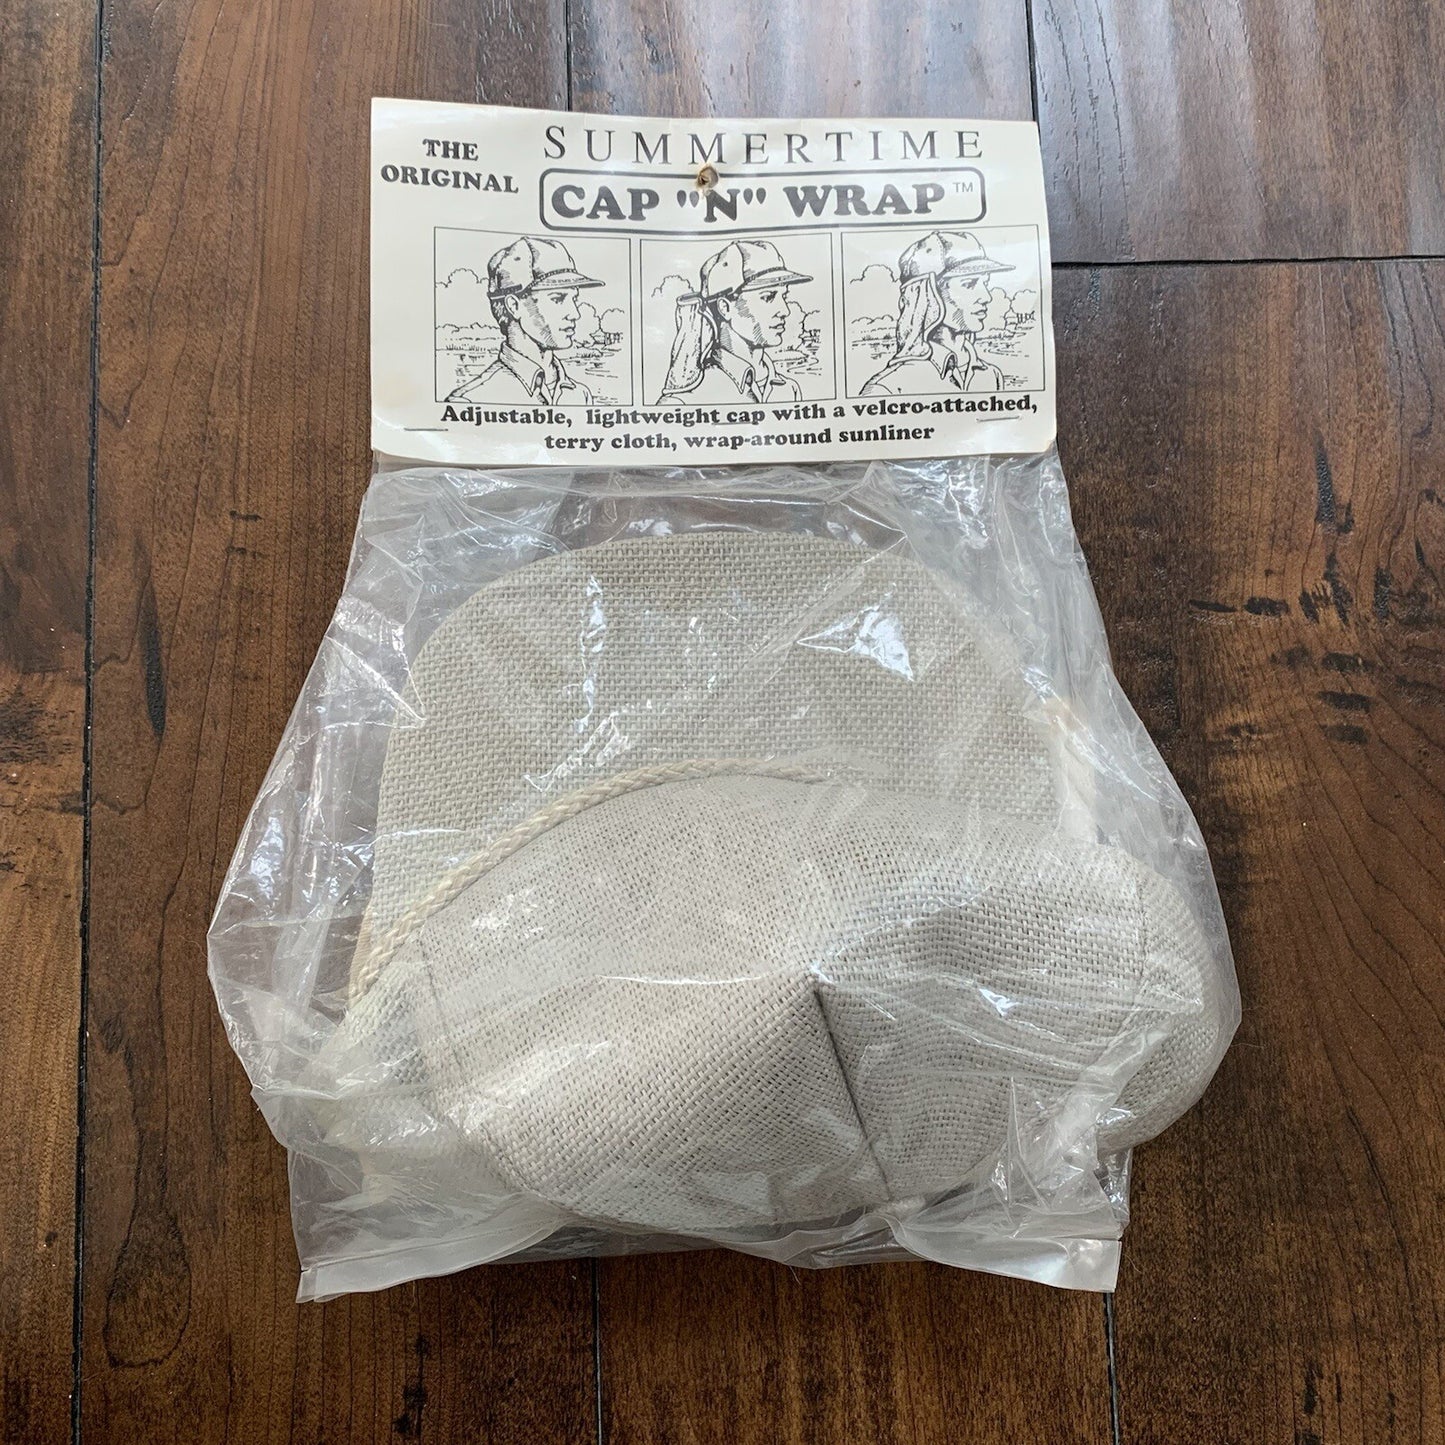 THE
ORIGINAL
SUMMERTIME
CAP "N" WRAP™
Adjustable, lightweight cap with a velcro-attached,
terry cloth, wrap-around sunliner